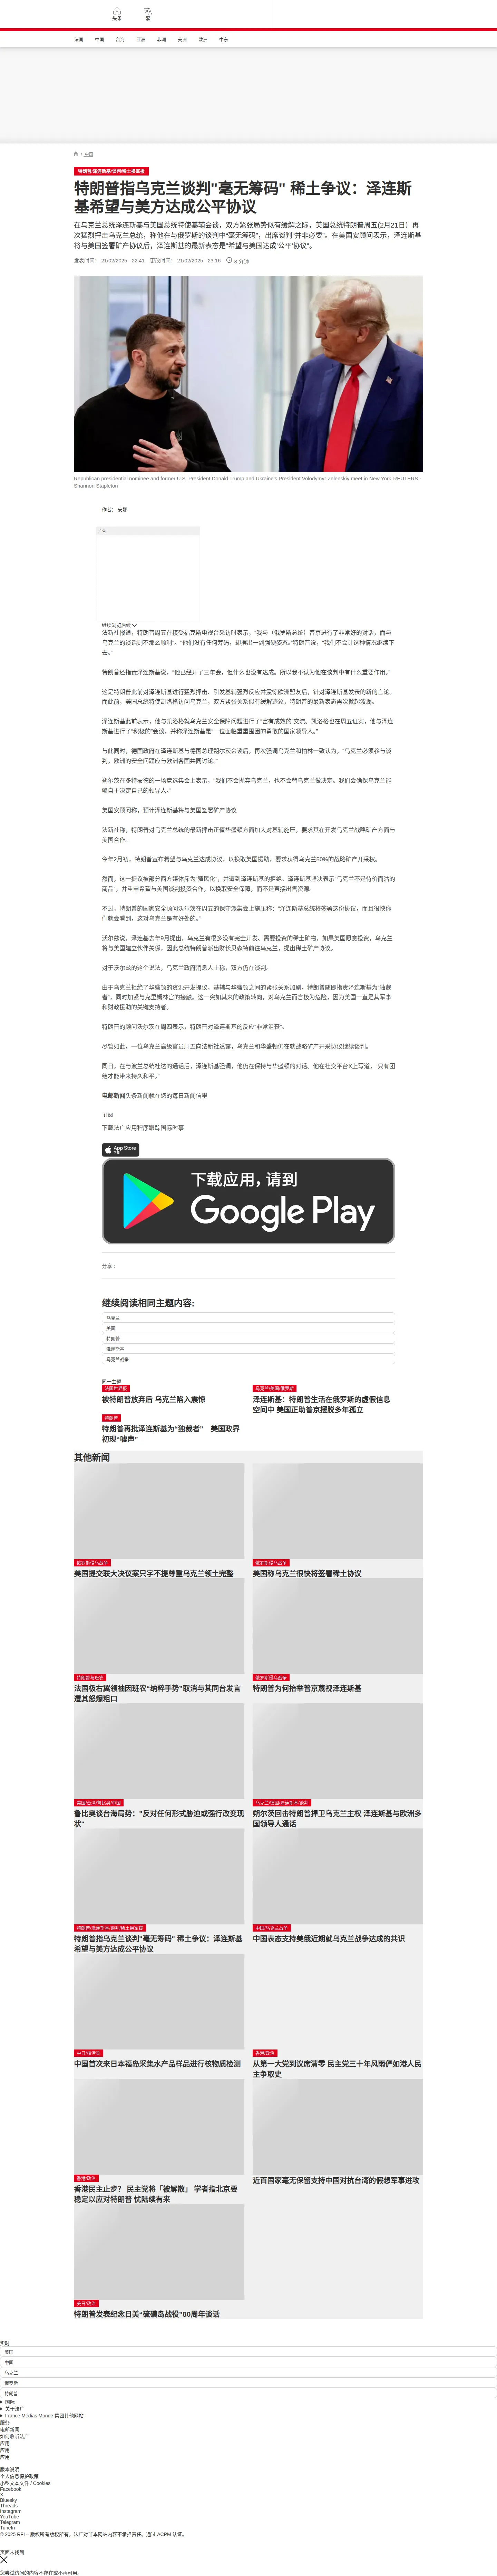 头条
繁
法国
中国
台海
亚洲
非洲
美洲
欧洲
中东
/ 中国
特朗普/泽连斯基/谈判/稀土换军援
特朗普指乌克兰谈判"毫无筹码" 稀土争议：泽连斯
基希望与美方达成公平协议
在乌克兰总统泽连斯基与美国总统特使基辅会谈，双方紧张局势似有缓解之际，美国总统特朗普周五(2月21日）再
次猛烈抨击乌克兰总统，称他在与俄罗斯的谈判中“毫无筹码”，出席谈判“并非必要”。在美国安顾问表示，泽连斯基
将与美国签署矿产协议后，泽连斯基的最新表态是“希望与美国达成‘公平’协议”。
发表时间： 21/02/2025 - 22:41 更改时间： 21/02/2025 - 23:16 6 分钟
Republican presidential nominee and former U.S. President Donald Trump and Ukraine's President Volodymyr Zelenskiy meet in New York REUTERS -
Shannon Stapleton
作者： 安娜
广告
继续浏览后续
法新社报道，特朗普周五在接受福克斯电视台采访时表示，“我与（俄罗斯总统）普京进行了非常好的对话，而与
乌克兰的谈话则不那么顺利”。“他们没有任何筹码，却摆出一副强硬姿态。”特朗普说，“我们不会让这种情况继续下
去。”
特朗普还指责泽连斯基说，“他已经开了三年会，但什么也没有达成。所以我不认为他在谈判中有什么重要作用。”
这是特朗普此前对泽连斯基进行猛烈抨击、引发基辅强烈反应并震惊欧洲盟友后，针对泽连斯基发表的新的言论。
而此前，美国总统特使凯洛格访问乌克兰，双方紧张关系似有缓解迹象，特朗普的最新表态再次掀起波澜。
泽连斯基此前表示，他与凯洛格就乌克兰安全保障问题进行了“富有成效的”交流。凯洛格也在周五证实，他与泽连
斯基进行了“积极的”会谈，并称泽连斯基是“一位面临重重围困的勇敢的国家领导人。”
与此同时，德国政府在泽连斯基与德国总理朔尔茨会谈后，再次强调乌克兰和柏林一致认为，“乌克兰必须参与谈
判，欧洲的安全问题应与欧洲各国共同讨论。”
朔尔茨在多特蒙德的一场竞选集会上表示，“我们不会抛弃乌克兰，也不会替乌克兰做决定。我们会确保乌克兰能
够自主决定自己的领导人。”
美国安顾问称，预计泽连斯基将与美国签署矿产协议
法新社称，特朗普对乌克兰总统的最新抨击正值华盛顿方面加大对基辅施压，要求其在开发乌克兰战略矿产方面与
美国合作。
今年2月初，特朗普宣布希望与乌克兰达成协议，以换取美国援助，要求获得乌克兰50%的战略矿产开采权。
然而，这一提议被部分西方媒体斥为“殖民化”，并遭到泽连斯基的拒绝。泽连斯基坚决表示“乌克兰不是待价而沽的
商品”，并重申希望与美国谈判投资合作，以换取安全保障，而不是直接出售资源。
不过，特朗普的国家安全顾问沃尔茨在周五的保守派集会上施压称：“泽连斯基总统将签署这份协议，而且很快你
们就会看到，这对乌克兰是有好处的。”
沃尔兹说，泽连基去年9月提出，乌克兰有很多没有完全开发、需要投资的稀土矿物，如果美国愿意投资，乌克兰
将与美国建立伙伴关系，因此总统特朗普派出财长贝森特前往乌克兰，提出稀土矿产协议。
对于沃尔兹的这个说法，乌克兰政府消息人士称，双方仍在谈判。
由于乌克兰拒绝了华盛顿的资源开发提议，基辅与华盛顿之间的紧张关系加剧，特朗普随即指责泽连斯基为“独裁
者”，同时加紧与克里姆林宫的接触。这一突如其来的政策转向，对乌克兰而言极为危险，因为美国一直是其军事
和财政援助的关键支持者。
特朗普的顾问沃尔茨在周四表示，特朗普对泽连斯基的反应“非常沮丧”。
尽管如此，一位乌克兰高级官员周五向法新社透露，乌克兰和华盛顿仍在就战略矿产开采协议继续谈判。
同日，在与波兰总统杜达的通话后，泽连斯基强调，他仍在保持与华盛顿的对话。他在社交平台X上写道，“只有团
结才能带来持久和平。”
电邮新闻头条新闻就在您的每日新闻信里
订阅
下载法广应用程序跟踪国际时事
App Store
下载
下载应用，请到
Google Play
分享 :
继续阅读相同主题内容:
乌克兰
美国
特朗普
泽连斯基
乌克兰战争
同一主题
法国世界报
被特朗普放弃后 乌克兰陷入震惊
乌克兰/美国/俄罗斯
泽连斯基：特朗普生活在俄罗斯的虚假信息
空间中 美国正助普京摆脱多年孤立
特朗普
特朗普再批泽连斯基为“独裁者” 美国政界
初现“嘘声”
其他新闻
俄罗斯侵乌战争
美国提交联大决议案只字不提尊重乌克兰领土完整
俄罗斯侵乌战争
美国称乌克兰很快将签署稀土协议
特朗普与班农
法国极右翼领袖因班农“纳粹手势”取消与其同台发言
遭其怒爆粗口
俄罗斯侵乌战争
特朗普为何抬举普京蔑视泽连斯基
美国/台湾/鲁比奥/中国
鲁比奥谈台海局势：“反对任何形式胁迫或强行改变现
状”
乌克兰/德国/泽连斯基/谈判
朔尔茨回击特朗普捍卫乌克兰主权 泽连斯基与欧洲多
国领导人通话
特朗普/泽连斯基/谈判/稀土换军援
特朗普指乌克兰谈判"毫无筹码" 稀土争议：泽连斯基
希望与美方达成公平协议
中国/乌克兰战争
中国表态支持美俄近期就乌克兰战争达成的共识
中日/核污染
中国首次来日本福岛采集水产品样品进行核物质检测
香港/政治
从第一大党到议席清零 民主党三十年风雨俨如港人民
主争取史
香港/政治
香港民主止步？ 民主党将「被解散」 学者指北京要
稳定以应对特朗普 忧陆续有来
近百国家毫无保留支持中国对抗台湾的假想军事进攻
美日/政治
特朗普发表纪念日美“硫磺岛战役”80周年谈话
实时
美国
中国
乌克兰
俄罗斯
特朗普
国际
关于法广
France Médias Monde 集团其他网站
服务
电邮新闻
如何收听法广
应用
应用
应用
版本说明
个人信息保护政策
小型文本文件 / Cookies
Facebook
X
Bluesky
Threads
Instagram
YouTube
Telegram
TuneIn
© 2025 RFI – 版权所有版权所有。法广对非本网站内容不承担责任。通过 ACPM 认证。
页面未找到
您尝试访问的内容不存在或不再可用。